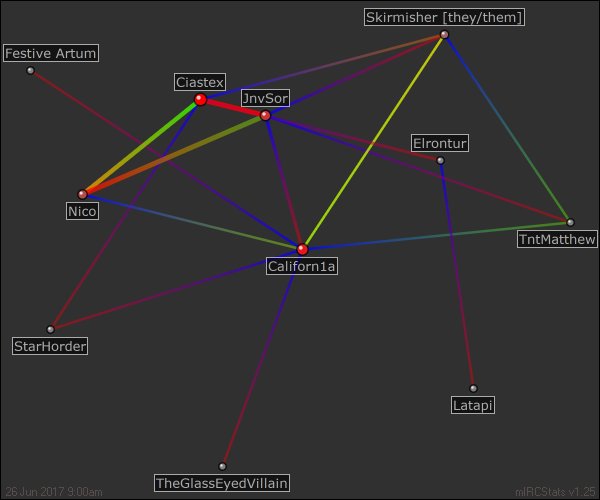 Skirmisher [they/them]
Festive Artum
Ciastex
JnvSor
Elrontur
Nico
TntMatthew
Californ1a
StarHorder
Latapi
TheGlassEyedVillain
26 Jun 2017 9:00am
mIRCStats v1.25